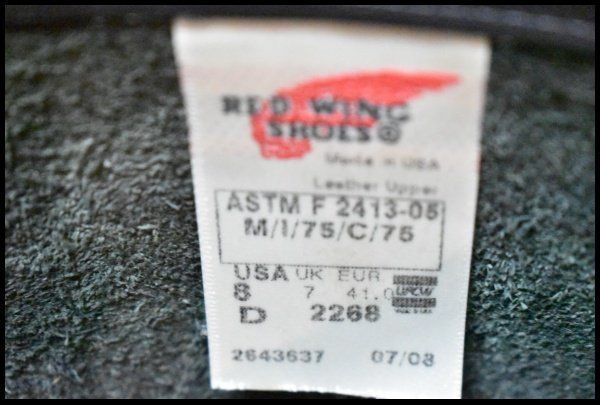 RED WING
SHOES®
Made in USA
Leather Upper
ASTM F 2413-05
M/I/75/C/75
USA UK EUR
8 7 41.0
UFCW
D 2268
2643637 07/08